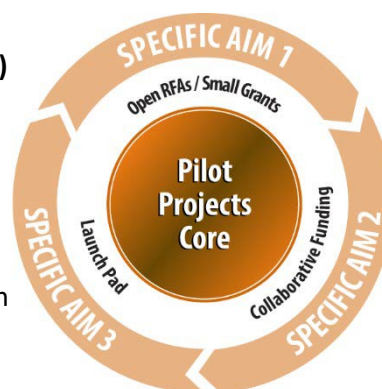 SPECIFIC AIM 1
)
Open RFAs / Small Grants
Pilot
Projects
Core
Launch Pad
Collaborative Funding
SPECIFIC AIM 3
SPECIFIC AIM 2
n